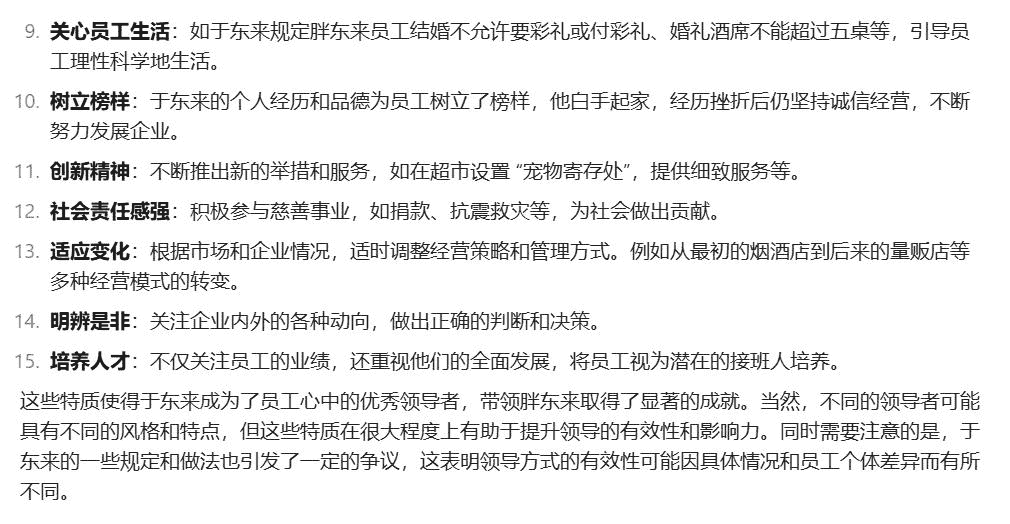 9. 关心员工生活：如于东来规定胖东来员工结婚不允许要彩礼或付彩礼、婚礼酒席不能超过五桌等，引导员
工理性科学地生活。
10. 树立榜样：于东来的个人经历和品德为员工树立了榜样，他白手起家，经历挫折后仍坚持诚信经营，不断
努力发展企业。
11. 创新精神：不断推出新的举措和服务，如在超市设置 “宠物寄存处”，提供细致服务等。
12. 社会责任感强：积极参与慈善事业，如捐款、抗震救灾等，为社会做出贡献。
13. 适应变化：根据市场和企业情况，适时调整经营策略和管理方式。例如从最初的烟酒店到后来的量贩店等
多种经营模式的转变。
14. 明辨是非：关注企业内外的各种动向，做出正确的判断和决策。
15. 培养人才：不仅关注员工的业绩，还重视他们的全面发展，将员工视为潜在的接班人培养。
这些特质使得于东来成为了员工心中的优秀领导者，带领胖东来取得了显著的成就。当然，不同的领导者可能
具有不同的风格和特点，但这些特质在很大程度上有助于提升领导的有效性和影响力。同时需要注意的是，于
东来的一些规定和做法也引发了一定的争议，这表明领导方式的有效性可能因具体情况和员工个体差异而有所
不同。